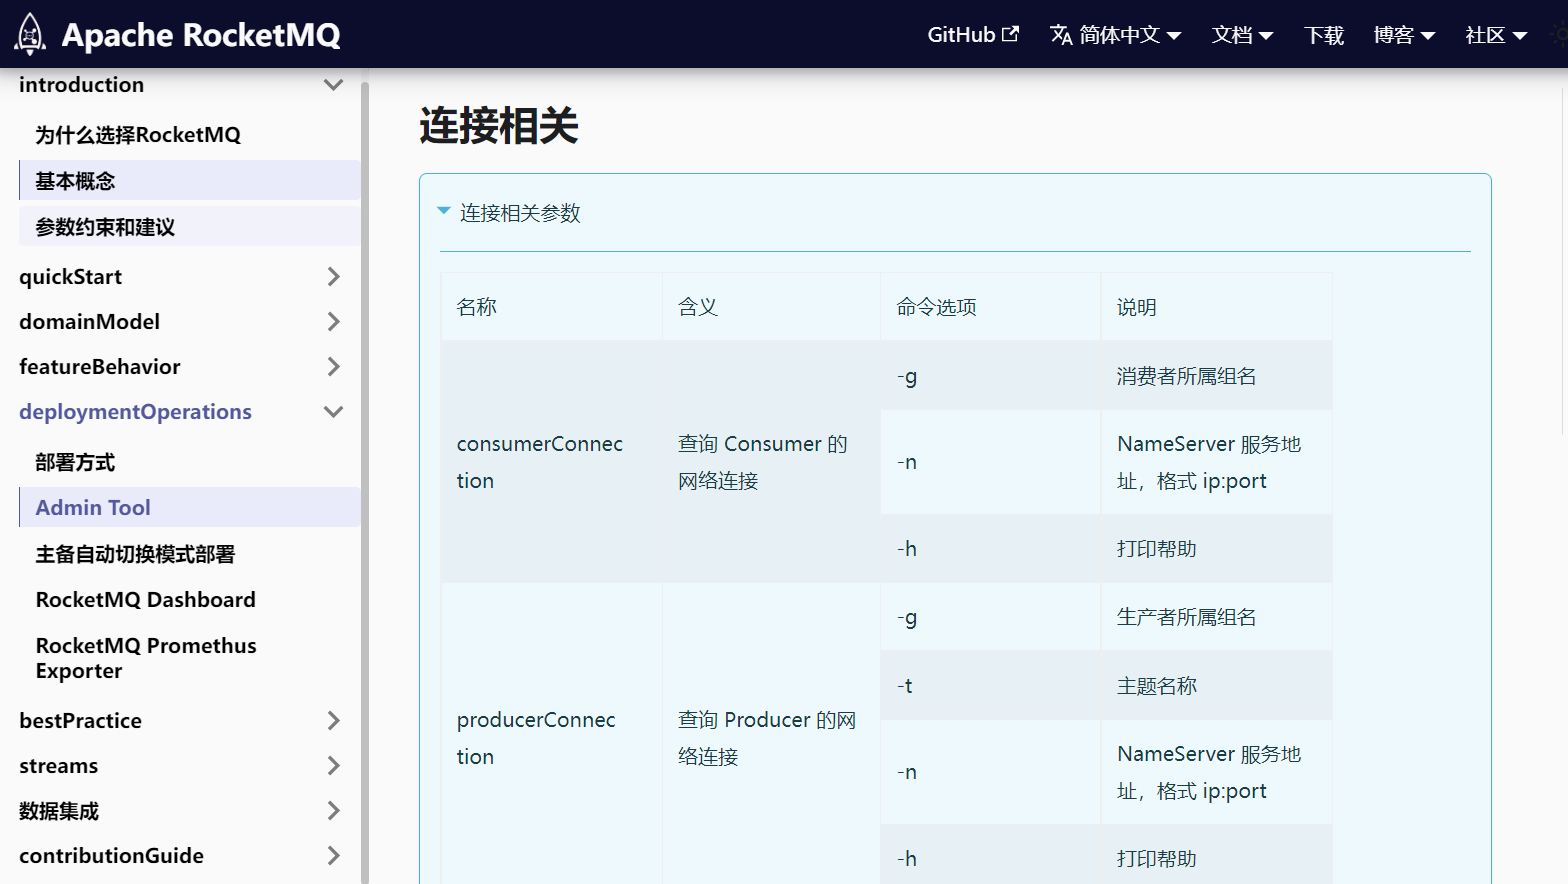 Apache RocketMQ
GitHub
简体中文
文档
下载
博客
社区
introduction
为什么选择RocketMQ
基本概念
参数约束和建议
quickStart
domainModel
featureBehavior
deploymentOperations
部署方式
Admin Tool
主备自动切换模式部署
RocketMQ Dashboard
RocketMQ Promethus
Exporter
bestPractice
streams
数据集成
contributionGuide
连接相关
连接相关参数
名称
含义
命令选项
说明
consumerConnec
tion
查询 Consumer 的
网络连接
-g
消费者所属组名
-n
NameServer 服务地
址，格式 ip:port
-h
打印帮助
producerConnec
tion
查询 Producer 的网
络连接
-g
生产者所属组名
-t
主题名称
-n
NameServer 服务地
址，格式 ip:port
-h
打印帮助